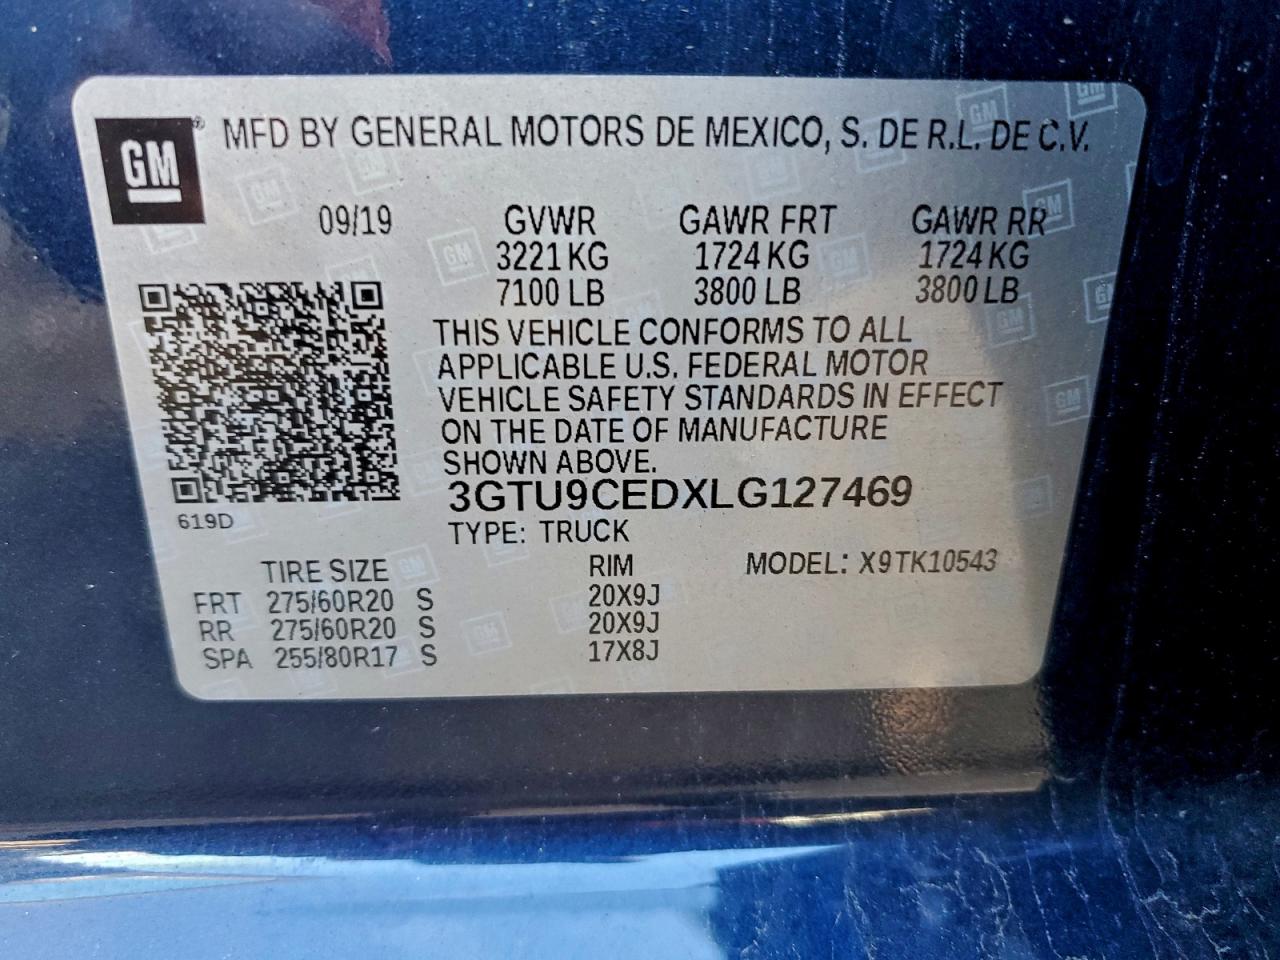 GM® MFD BY GENERAL MOTORS DE MEXICO, S. DE R.L. DE C.V.
09/19 GVWR GAWR FRT GAWR RR
3221 KG 1724 KG 1724 KG
7100 LB 3800 LB 3800 LB
THIS VEHICLE CONFORMS TO ALL
APPLICABLE U.S. FEDERAL MOTOR
VEHICLE SAFETY STANDARDS IN EFFECT
ON THE DATE OF MANUFACTURE
SHOWN ABOVE.
3GTU9CEDXLG127469
619D
TYPE: TRUCK
TIRE SIZE RIM MODEL: X9TK10543
FRT 275/60R20 S 20X9J
RR 275/60R20 S 20X9J
SPA 255/80R17 S 17X8J